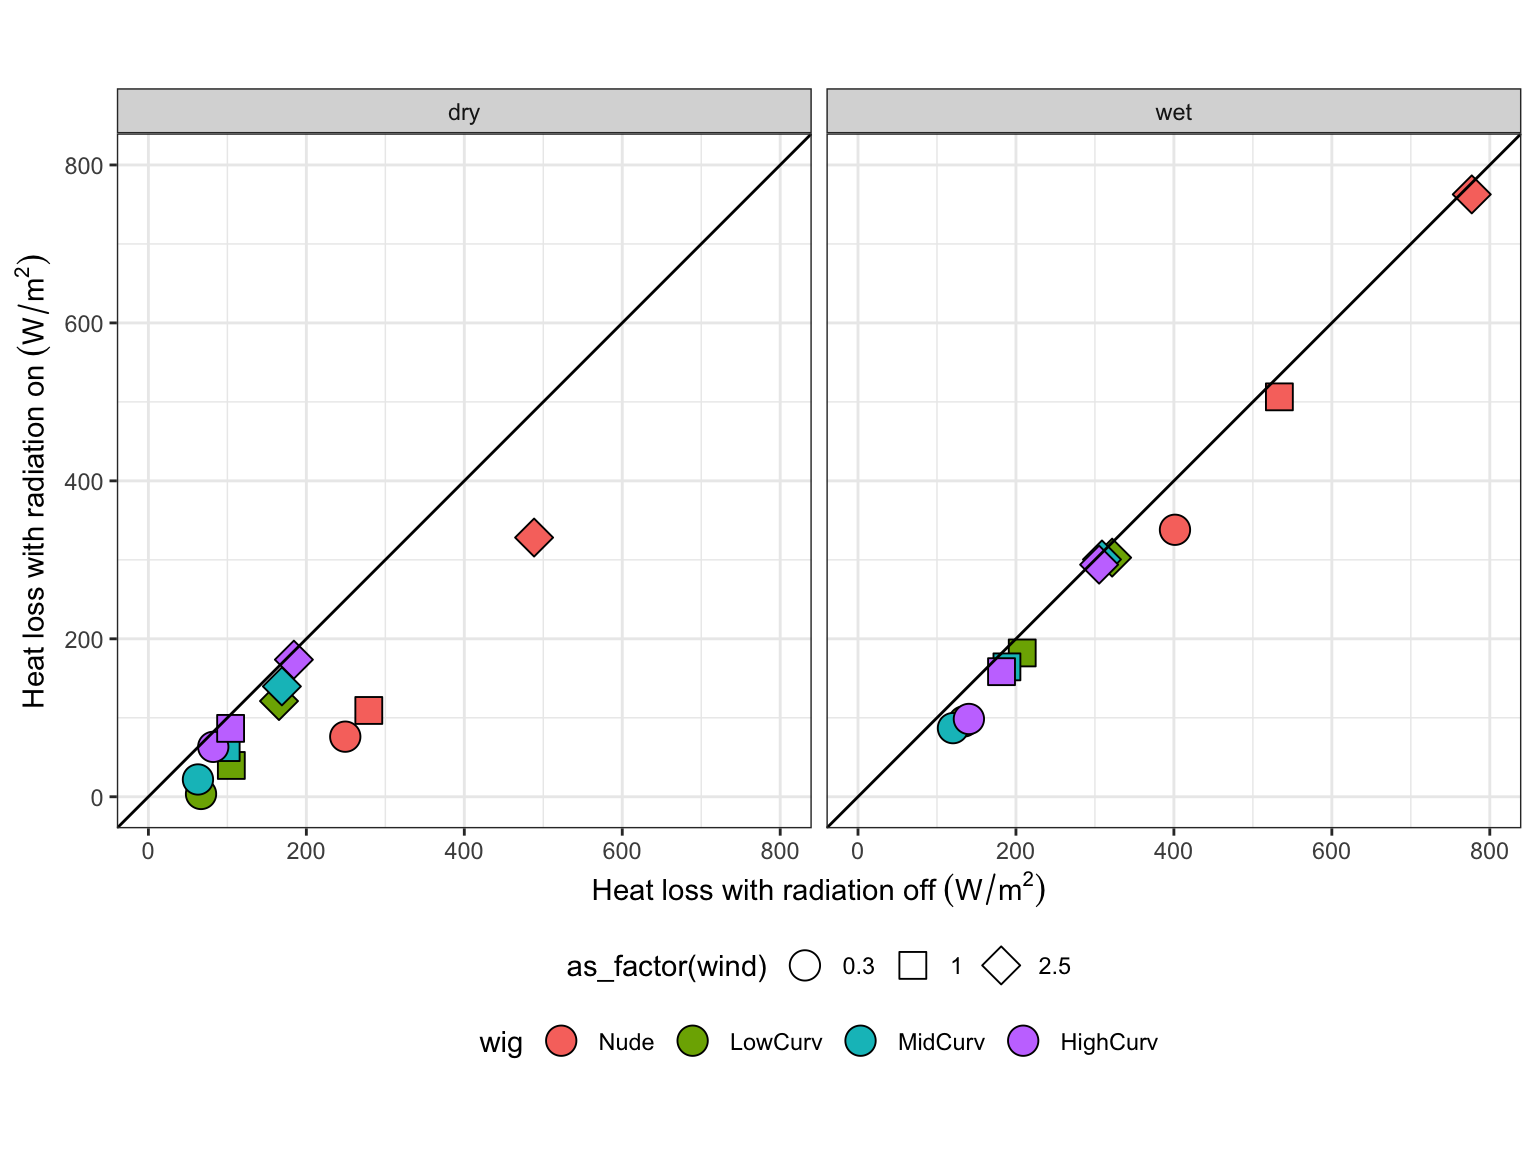 dry
wet
800
600
400
200
0
Heat loss with radiation on (W/m²)
0 200 400 600 800
0 200 400 600 800
Heat loss with radiation off (W/m²)
as_factor(wind) 0.3 1 2.5
wig Nude LowCurv MidCurv HighCurv